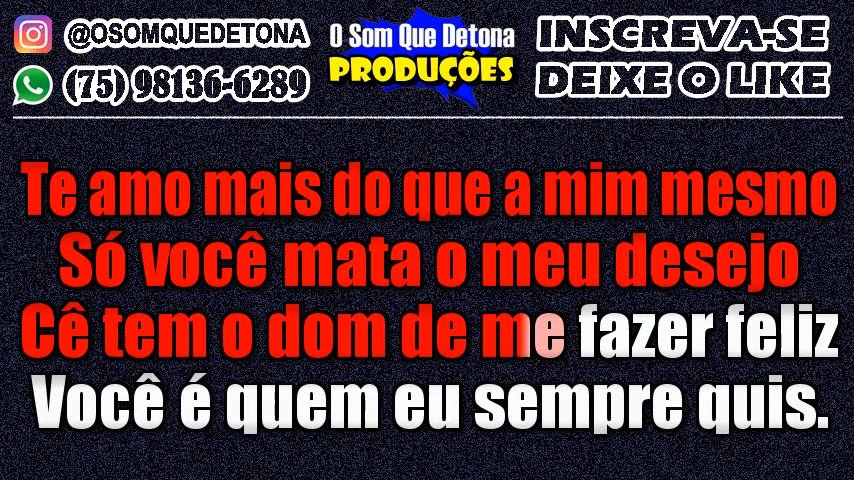 @OSOMQUEDETONA
(75) 98136-6289
O Som Que Detona
PRODUÇÕES
INSCREVA-SE
DEIXE O LIKE
Te amo mais do que a mim mesmo
Só você mata o meu desejo
Cê tem o dom de me fazer feliz
Você é quem eu sempre quis.